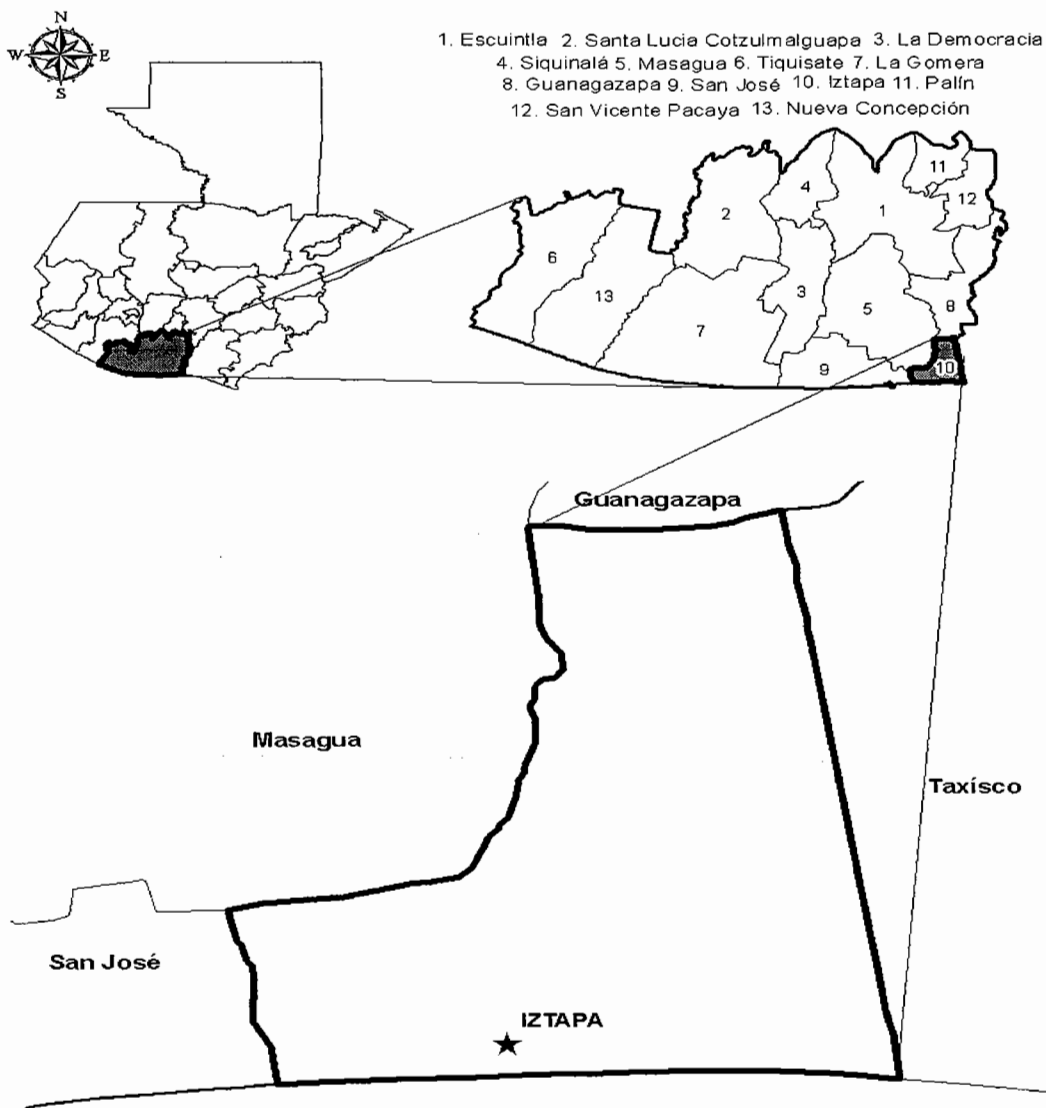 N
W E
S
1. Escuintla 2. Santa Lucia Cotzulmalguapa 3. La Democracia
4. Siquinalá 5. Masagua 6. Tiquisate 7. La Gomera
8. Guanagazapa 9. San José 10. Iztapa 11. Palín
12. San Vicente Pacaya 13. Nueva Concepción
11
4
12
2
1
6
13
3
8
5
7
9
10
Guanagazapa
Masagua
Taxísco
San José
IZTAPA